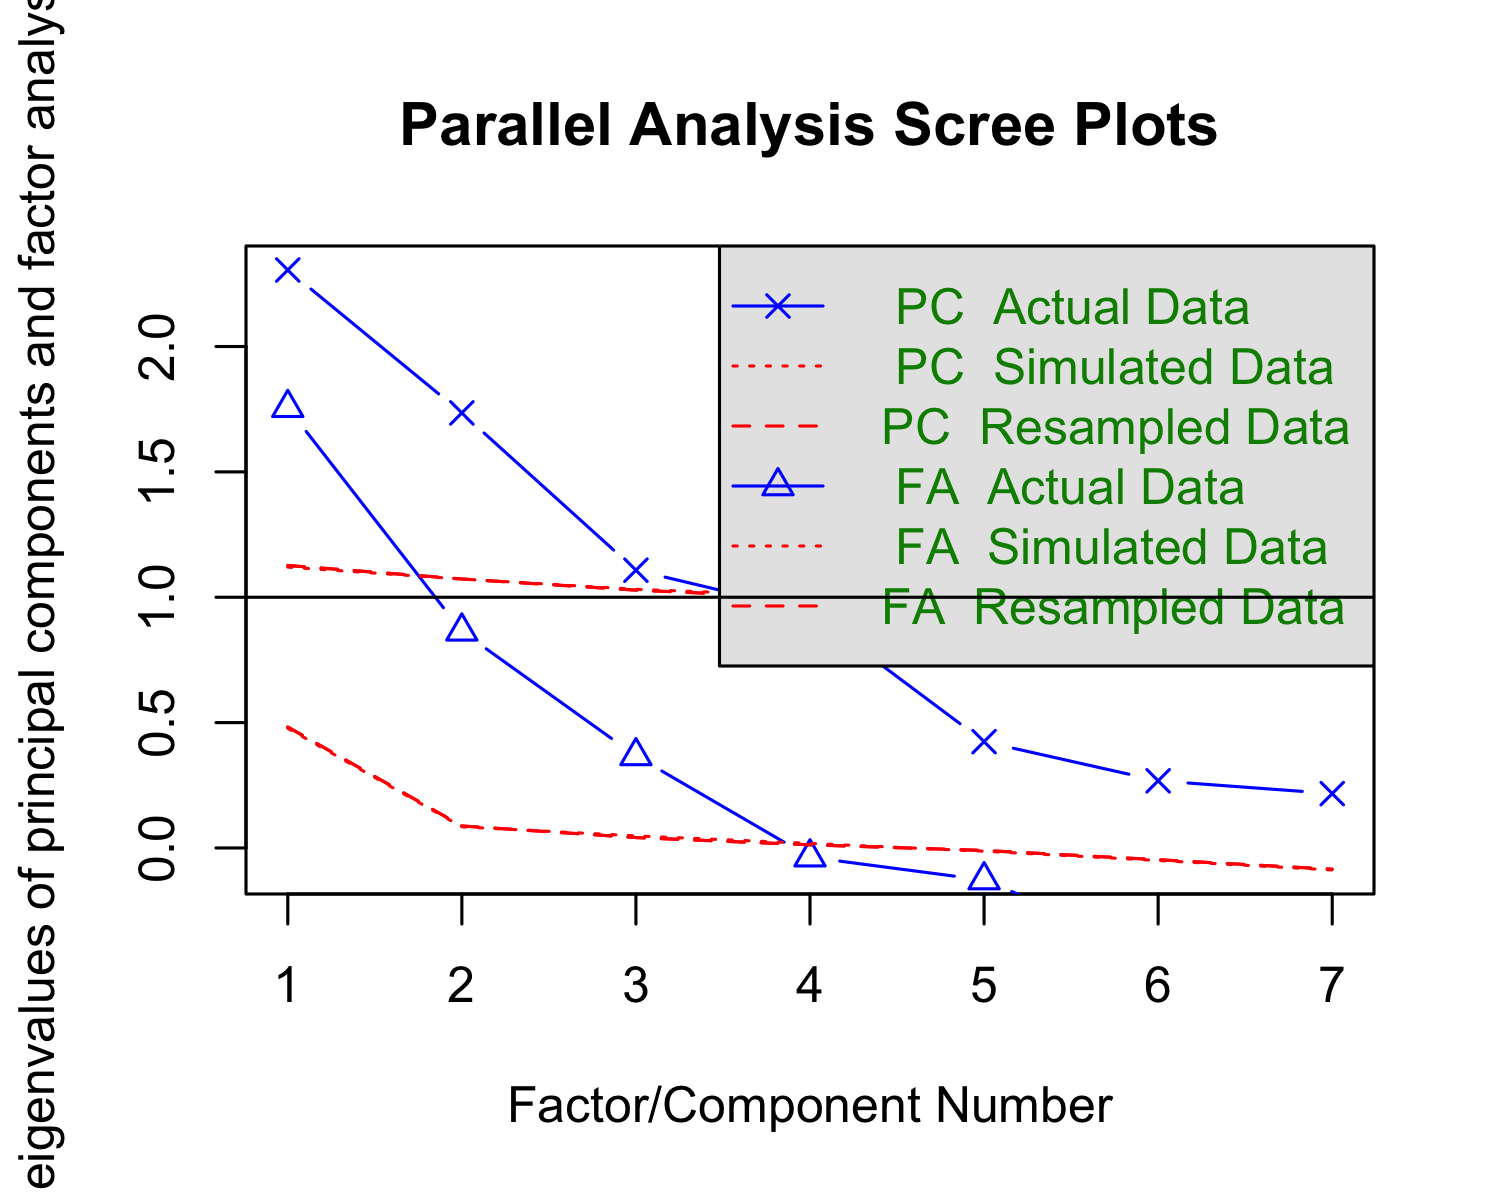 Parallel Analysis Scree Plots
eigenvalues of principal components and factor analys
2.0
1.5
1.0
0.5
0.0
PC Actual Data
PC Simulated Data
PC Resampled Data
FA Actual Data
FA Simulated Data
FA Resampled Data
1 2 3 4 5 6 7
Factor/Component Number